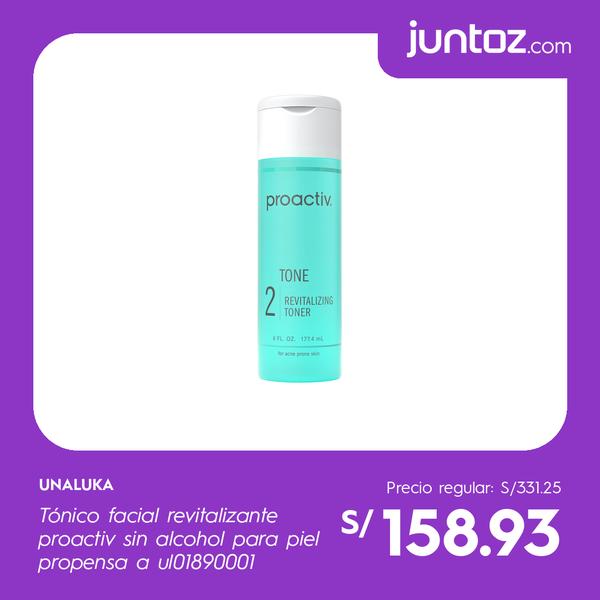 juntoz.com
proactiv.
TONE
2
REVITALIZING
TONER
6 FL. OZ. 177.4 mL
for acne prone skin
UNALUKA
Precio regular: S/331.25
Tónico facial revitalizante
proactiv sin alcohol para piel
propensa a ul01890001
S/158.93